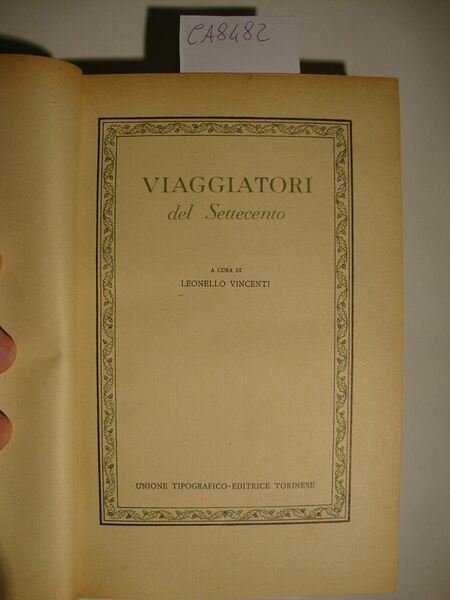 CA8482
VIAGGIATORI
del Settecento
A CURA DI
LEONELLO VINCENTI
UNIONE TIPOGRAFICO-EDITRICE TORINESE